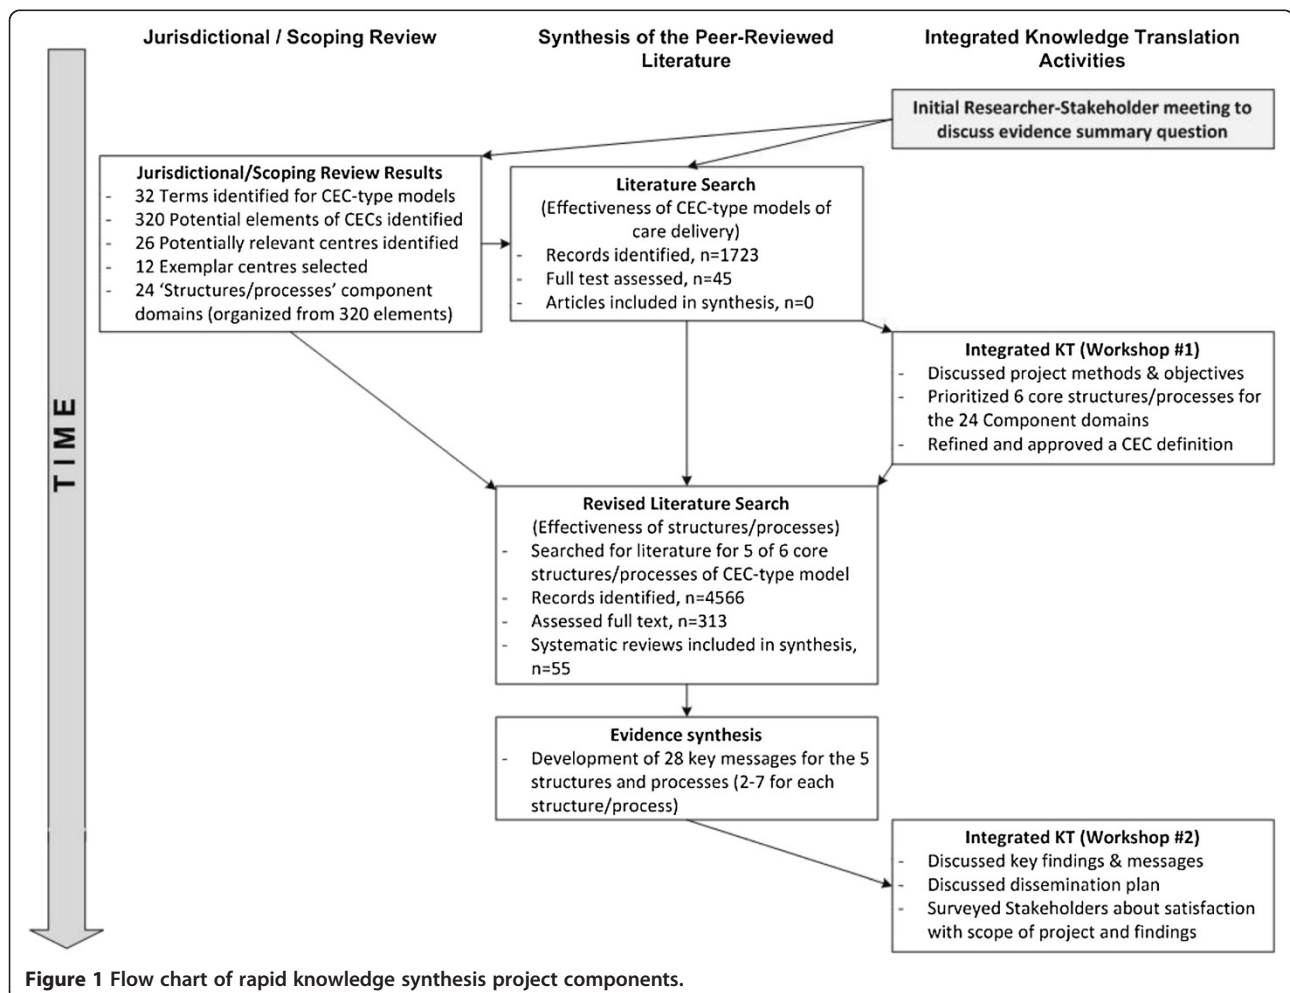 Jurisdictional / Scoping Review
Synthesis of the Peer-Reviewed
Literature
Integrated Knowledge Translation
Activities
TIME
Initial Researcher-Stakeholder meeting to
discuss evidence summary question
Jurisdictional/Scoping Review Results
- 32 Terms identified for CEC-type models
- 320 Potential elements of CECs identified
- 26 Potentially relevant centres identified
- 12 Exemplar centres selected
- 24 ‘Structures/processes’ component
domains (organized from 320 elements)
Literature Search
(Effectiveness of CEC-type models of
care delivery)
- Records identified, n=1723
- Full test assessed, n=45
- Articles included in synthesis, n=0
Integrated KT (Workshop #1)
- Discussed project methods & objectives
- Prioritized 6 core structures/processes for
the 24 Component domains
- Refined and approved a CEC definition
Revised Literature Search
(Effectiveness of structures/processes)
- Searched for literature for 5 of 6 core
structures/processes of CEC-type model
- Records identified, n=4566
- Assessed full text, n=313
- Systematic reviews included in synthesis,
n=55
Evidence synthesis
- Development of 28 key messages for the 5
structures and processes (2-7 for each
structure/process)
Integrated KT (Workshop #2)
- Discussed key findings & messages
- Discussed dissemination plan
- Surveyed Stakeholders about satisfaction
with scope of project and findings
Figure 1 Flow chart of rapid knowledge synthesis project components.